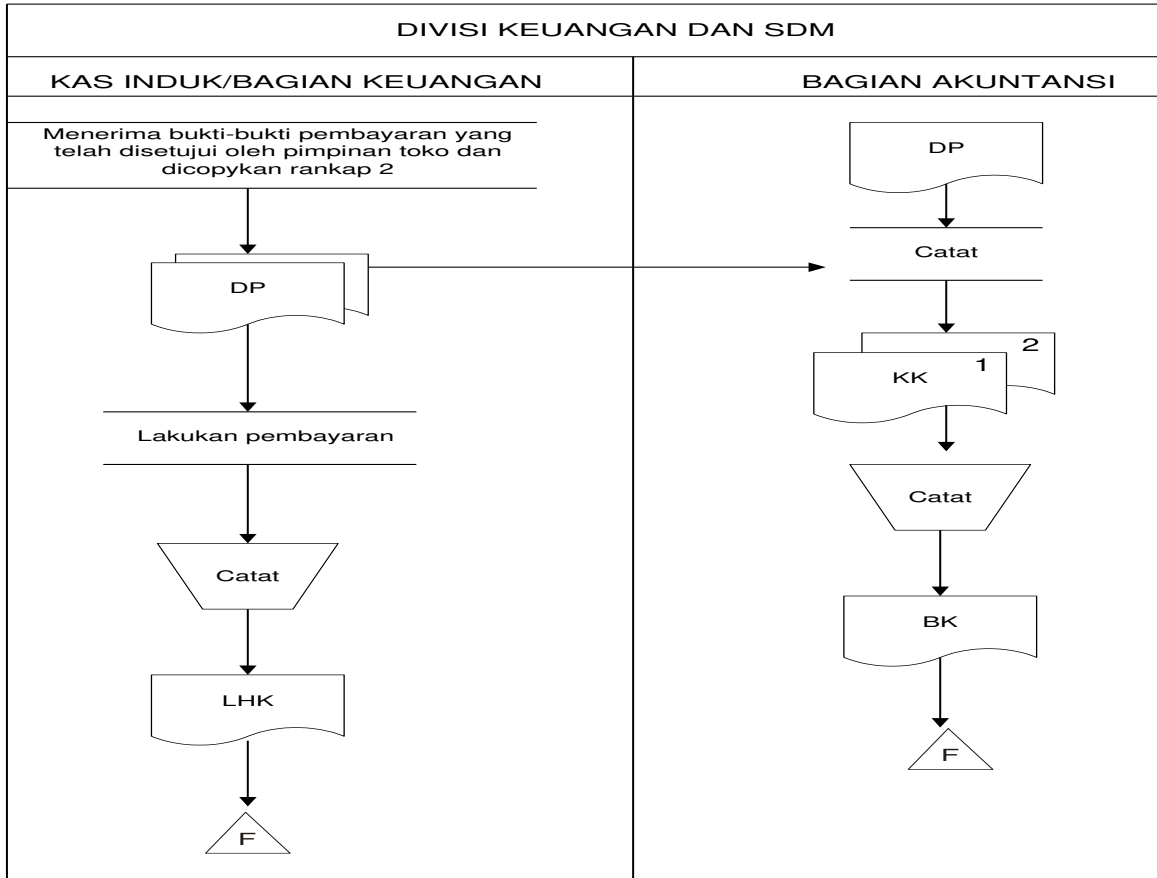 DIVISI KEUANGAN DAN SDM
KAS INDUK/BAGIAN KEUANGAN
BAGIAN AKUNTANSI
Menerima bukti-bukti pembayaran yang
telah disetujui oleh pimpinan toko dan
dicopykan rankap 2
DP
Lakukan pembayaran
Catat
LHK
F
DP
Catat
2
1
KK
Catat
BK
F